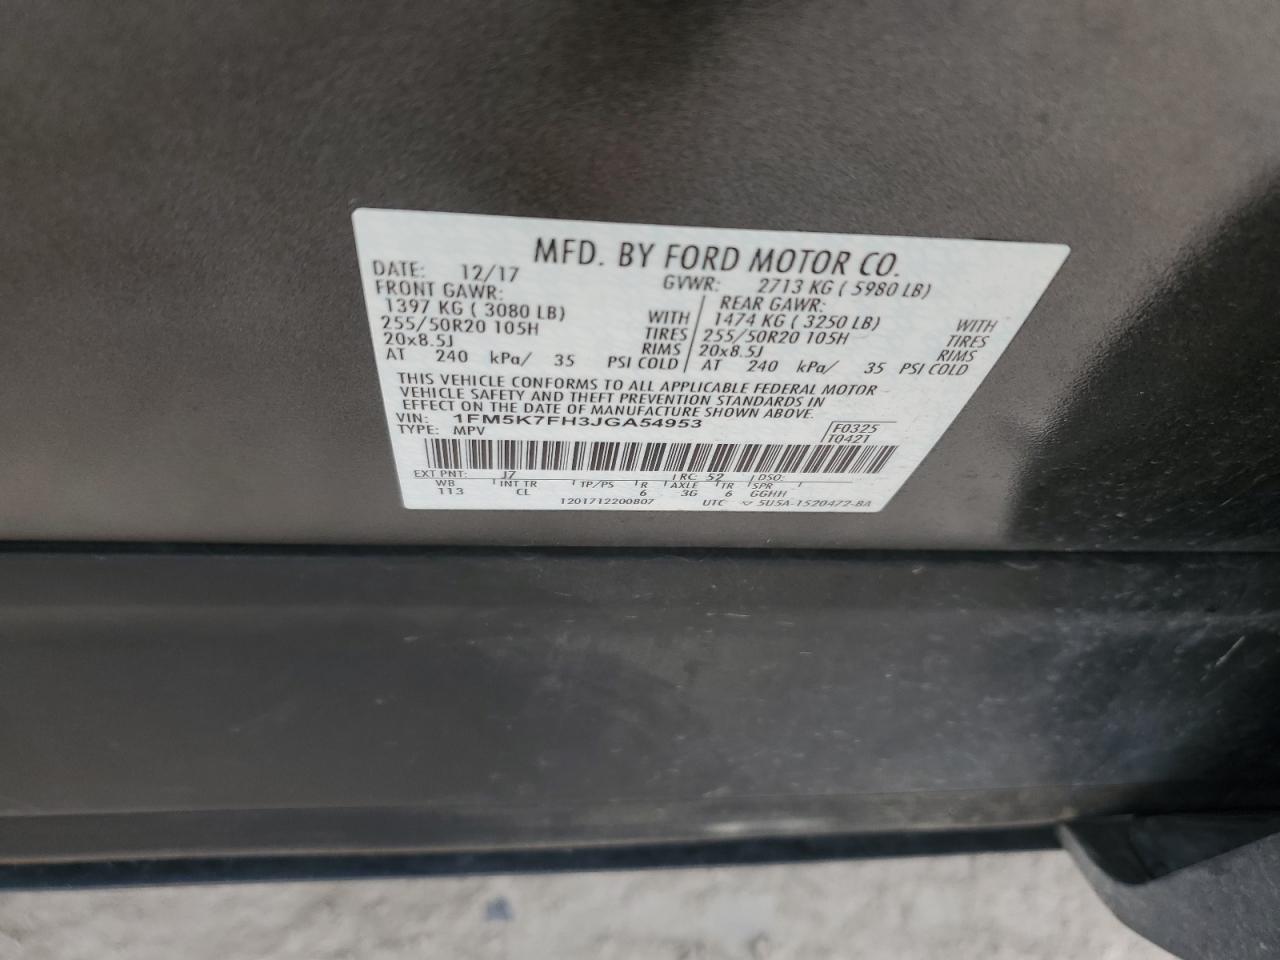 MFD. BY FORD MOTOR CO.
DATE: 12/17 GVWR: 2713 KG ( 5980 LB)
FRONT GAWR: REAR GAWR:
1397 KG ( 3080 LB) WITH 1474 KG ( 3250 LB) WITH
255/50R20 105H TIRES 255/50R20 105H TIRES
20x8.5J RIMS 20x8.5J RIMS
AT 240 kPa/ 35 PSI COLD AT 240 kPa/ 35 PSI COLD
THIS VEHICLE CONFORMS TO ALL APPLICABLE FEDERAL MOTOR
VEHICLE SAFETY AND THEFT PREVENTION STANDARDS IN
EFFECT ON THE DATE OF MANUFACTURE SHOWN ABOVE.
VIN: 1FM5K7FH3JGA54953 F0325
TYPE: MPV T0421
EXT PNT: J7 RC: 52 DSO:
WB INT TR TP/PS R AXLE TR SPR
113 CL 6 3G 6 GGHH
1201712200807 UTC 5U5A-1520472-BA